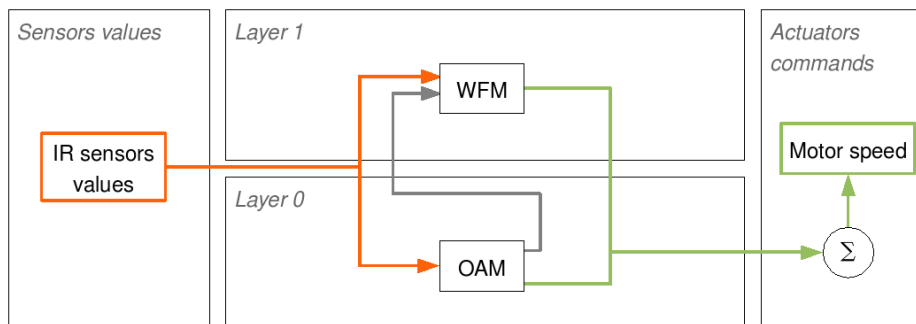 Sensors values
Layer 1
Actuators
commands
WFM
IR sensors
values
Motor speed
Layer 0
OAM
Σ